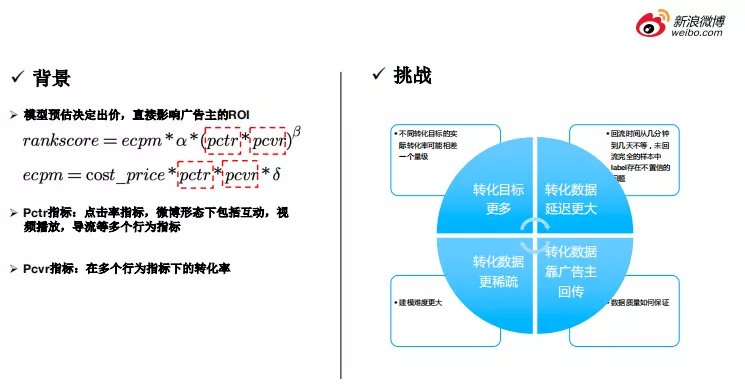 新浪微博
weibo.com
✓ 背景
➢ 模型预估决定出价，直接影响广告主的ROI
rankscore = ecpm * α * (pctr * pcvr)^β
ecpm = cost_price * pctr * pcvr * δ
➢ Pctr指标：点击率指标，微博形态下包括互动，视
频播放，导流等多个行为指标
➢ Pcvr指标：在多个行为指标下的转化率
✓ 挑战
•不同转化目标的实
际转化率可能相差
一个量级
•回流时间从几分钟
到几天不等，未回
流完全的样本中
label存在不置信的
问题
转化目标
更多
转化数据
延迟更大
转化数据
更稀疏
转化数据
靠广告主
回传
•建模难度更大
•数据质量如何保证